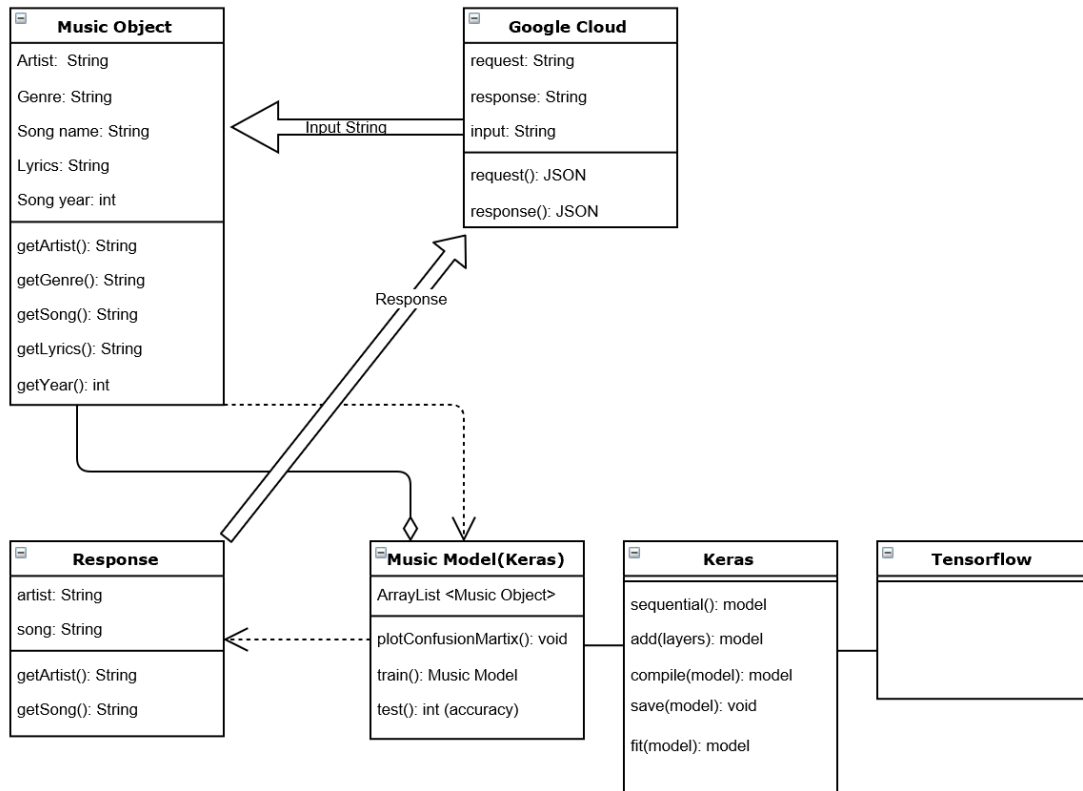 Music Object
Artist:  String
Genre: String
Song name: String
Lyrics: String
Song year: int
getArtist(): String
getGenre(): String
getSong(): String
getLyrics(): String
getYear(): int
Input String
Google Cloud
request: String
response: String
input: String
request(): JSON
response(): JSON
Response
Response
artist: String
song: String
getArtist(): String
getSong(): String
Music Model(Keras)
ArrayList <Music Object>
plotConfusionMartix(): void
train(): Music Model
test(): int (accuracy)
Keras
sequential(): model
add(layers): model
compile(model): model
save(model): void
fit(model): model
Tensorflow